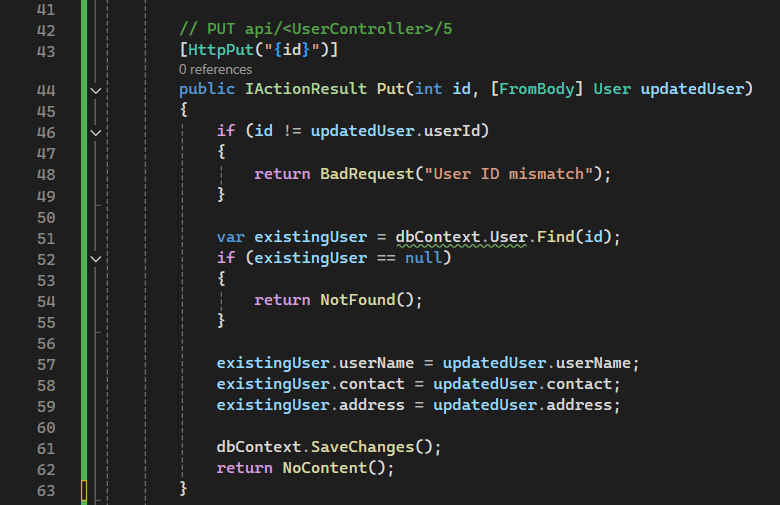 41
42 // PUT api/<UserController>/5
43 [HttpPut("{id}")]
0 references
44 public IActionResult Put(int id, [FromBody] User updatedUser)
45 {
46 if (id != updatedUser.userId)
47 {
48 return BadRequest("User ID mismatch");
49 }
50
51 var existingUser = dbContext.User.Find(id);
52 if (existingUser == null)
53 {
54 return NotFound();
55 }
56
57 existingUser.userName = updatedUser.userName;
58 existingUser.contact = updatedUser.contact;
59 existingUser.address = updatedUser.address;
60
61 dbContext.SaveChanges();
62 return NoContent();
63 }